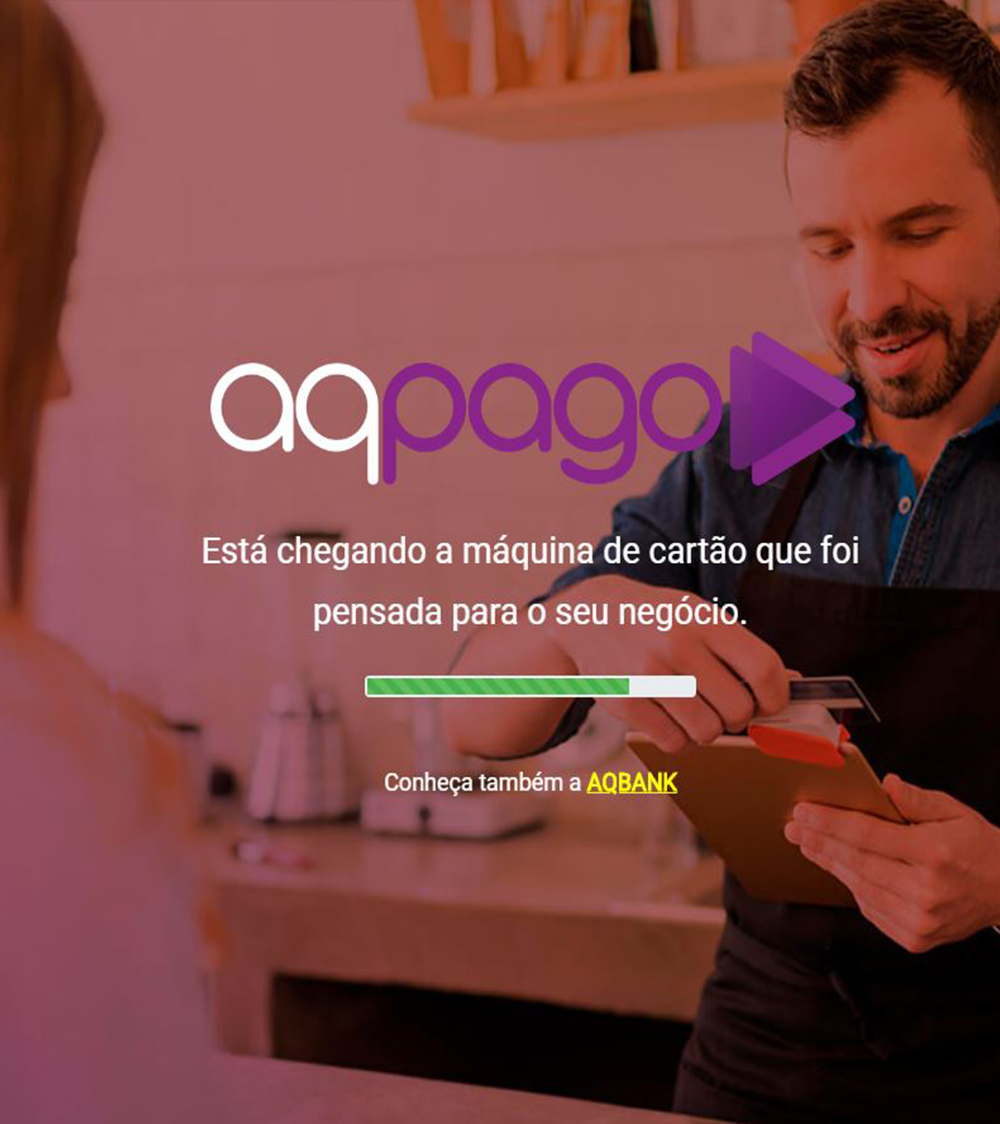 aqpago
Está chegando a máquina de cartão que foi
pensada para o seu negócio.
Conheça também a AQBANK